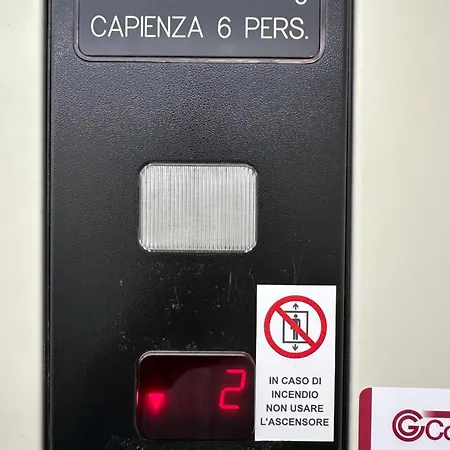 CAPIENZA 6 PERS.
2
IN CASO DI
INCENDIO
NON USARE
L'ASCENSORE